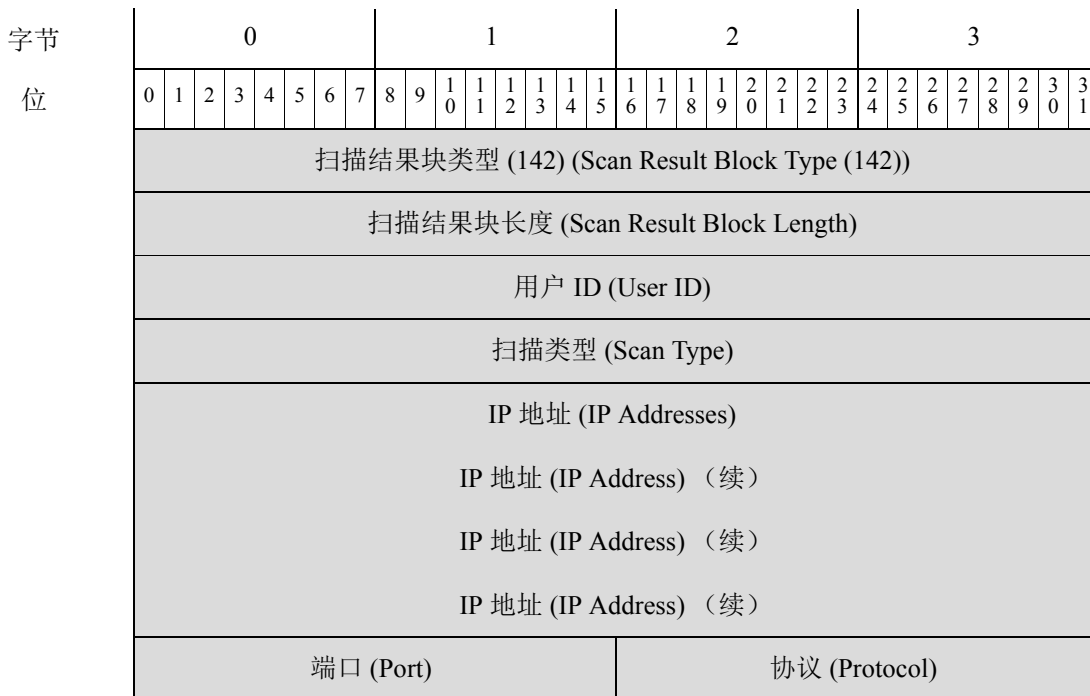 字节 0 1 2 3
位 0 1 2 3 4 5 6 7 8 9 10 11 12 13 14 15 16 17 18 19 20 21 22 23 24 25 26 27 28 29 30 31
扫描结果块类型 (142) (Scan Result Block Type (142))
扫描结果块长度 (Scan Result Block Length)
用户 ID (User ID)
扫描类型 (Scan Type)
IP 地址 (IP Addresses)
IP 地址 (IP Address) （续）
IP 地址 (IP Address) （续）
IP 地址 (IP Address) （续）
端口 (Port) 协议 (Protocol)